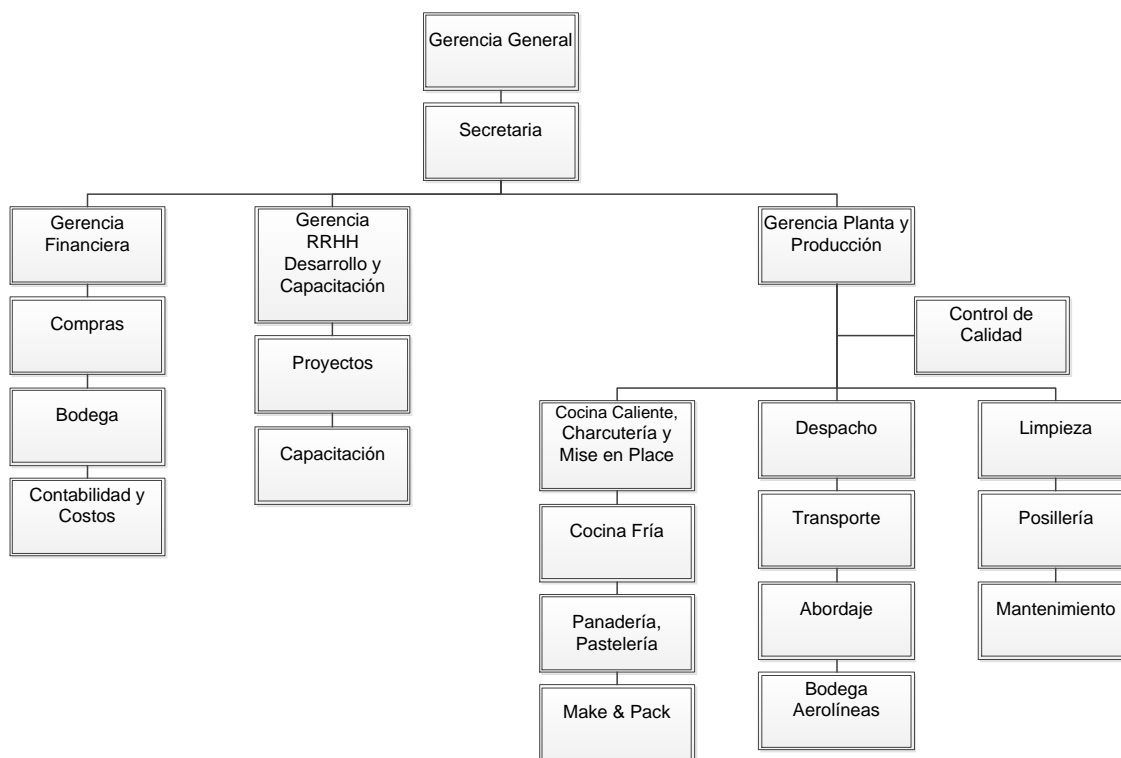 Gerencia General
Secretaria
Gerencia
Financiera
Gerencia
RRHH
Desarrollo y
Capacitación
Gerencia Planta y
Producción
Compras
Control de
Calidad
Proyectos
Bodega
Cocina Caliente,
Charcutería y
Mise en Place
Despacho
Limpieza
Capacitación
Contabilidad y
Costos
Cocina Fría
Transporte
Posillería
Panadería,
Pastelería
Abordaje
Mantenimiento
Make & Pack
Bodega
Aerolíneas